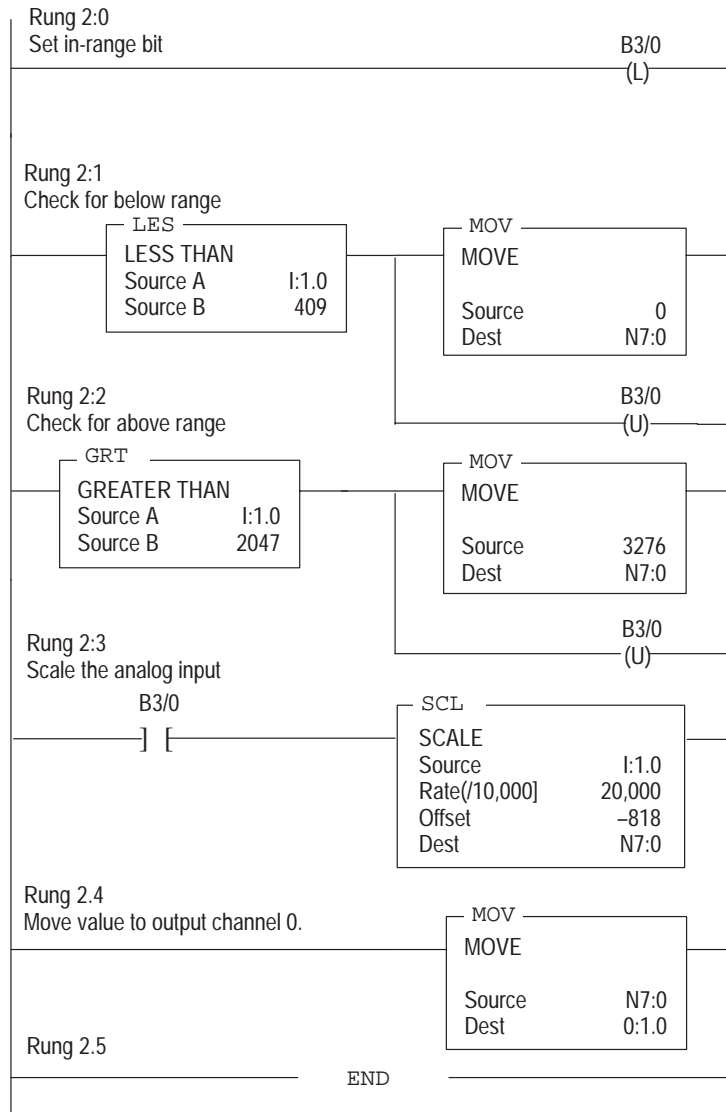 Rung 2:0
Set in-range bit
B3/0
(L)
Rung 2:1
Check for below range
LES
LESS THAN
Source A I:1.0
Source B 409
MOV
MOVE
Source 0
Dest N7:0
B3/0
(U)
Rung 2:2
Check for above range
GRT
GREATER THAN
Source A I:1.0
Source B 2047
MOV
MOVE
Source 3276
Dest N7:0
B3/0
(U)
Rung 2:3
Scale the analog input
B3/0
] [
SCL
SCALE
Source I:1.0
Rate(/10,000] 20,000
Offset –818
Dest N7:0
Rung 2.4
Move value to output channel 0.
MOV
MOVE
Source N7:0
Dest 0:1.0
Rung 2.5
END